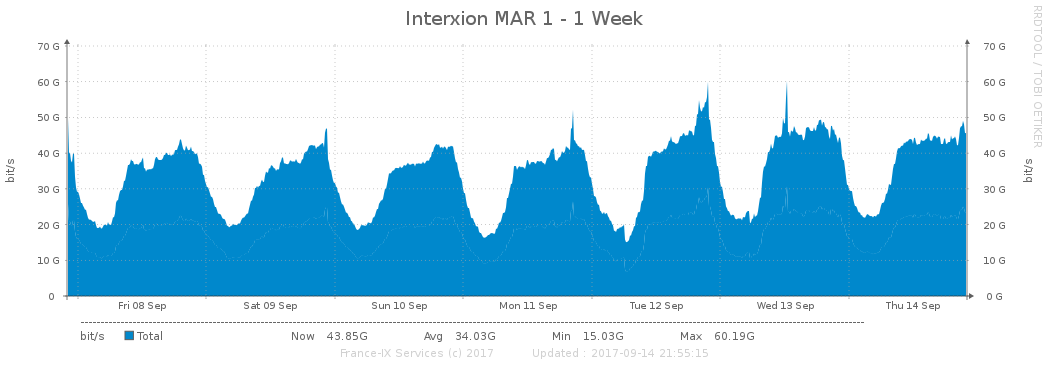 Interxion MAR 1 - 1 Week
RRDTOOL / TOBI OETIKER
bit/s
70 G
60 G
50 G
40 G
30 G
20 G
10 G
0
70 G
60 G
50 G
40 G
30 G
20 G
10 G
0 G
bit/s
Fri 08 Sep Sat 09 Sep Sun 10 Sep Mon 11 Sep Tue 12 Sep Wed 13 Sep Thu 14 Sep
bit/s Total Now 43.85G Avg 34.03G Min 15.03G Max 60.19G
France-IX Services (c) 2017 Updated : 2017-09-14 21:55:15